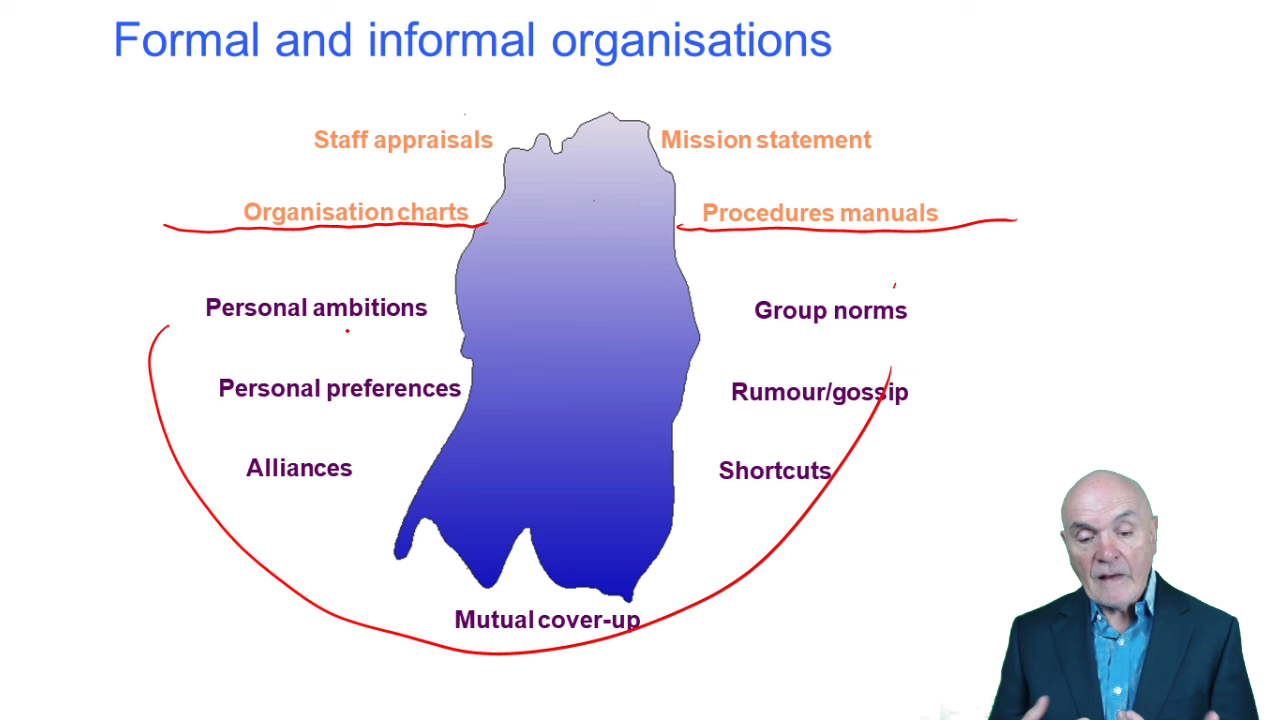 Formal and informal organisations
Staff appraisals
Mission statement
Organisation charts
Procedures manuals
Personal ambitions
Group norms
Personal preferences
Rumour/gossip
Alliances
Shortcuts
Mutual cover-up